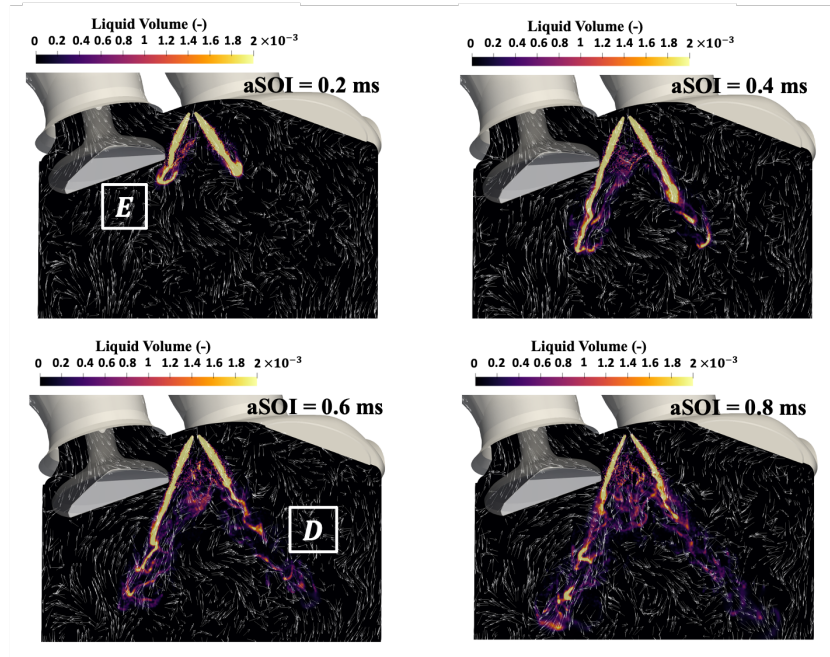 Liquid Volume (-)
0 0.2 0.4 0.6 0.8 1 1.2 1.4 1.6 1.8 2 ×10⁻³
aSOI = 0.2 ms
E
Liquid Volume (-)
0 0.2 0.4 0.6 0.8 1 1.2 1.4 1.6 1.8 2 ×10⁻³
aSOI = 0.4 ms
Liquid Volume (-)
0 0.2 0.4 0.6 0.8 1 1.2 1.4 1.6 1.8 2 ×10⁻³
aSOI = 0.6 ms
D
Liquid Volume (-)
0 0.2 0.4 0.6 0.8 1 1.2 1.4 1.6 1.8 2 ×10⁻³
aSOI = 0.8 ms